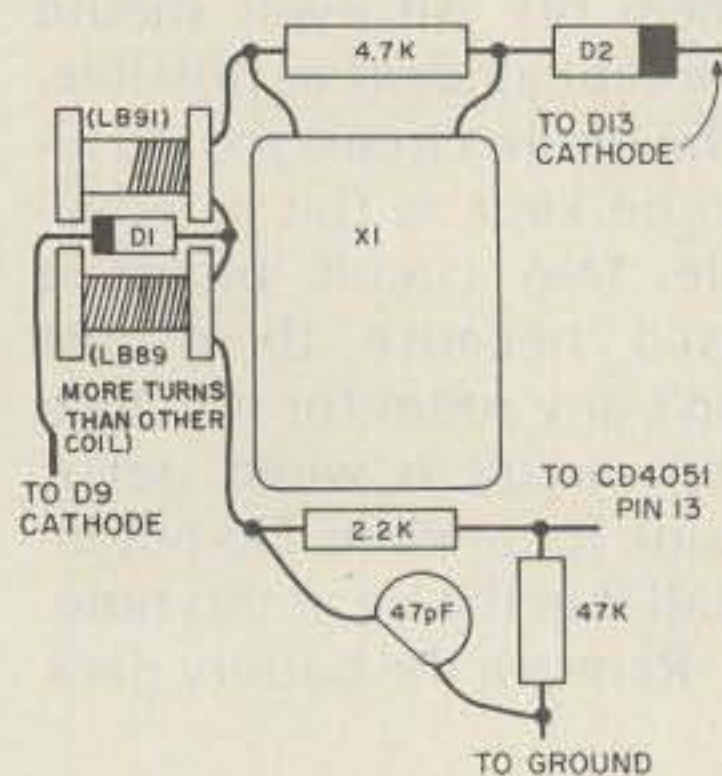 4.7K
D2
(LB91)
TO D13
CATHODE
D1
X1
(LB89
MORE TURNS
THAN OTHER
COIL)
TO D9
CATHODE
TO CD4051
PIN 13
2.2K
47pF
47K
TO GROUND